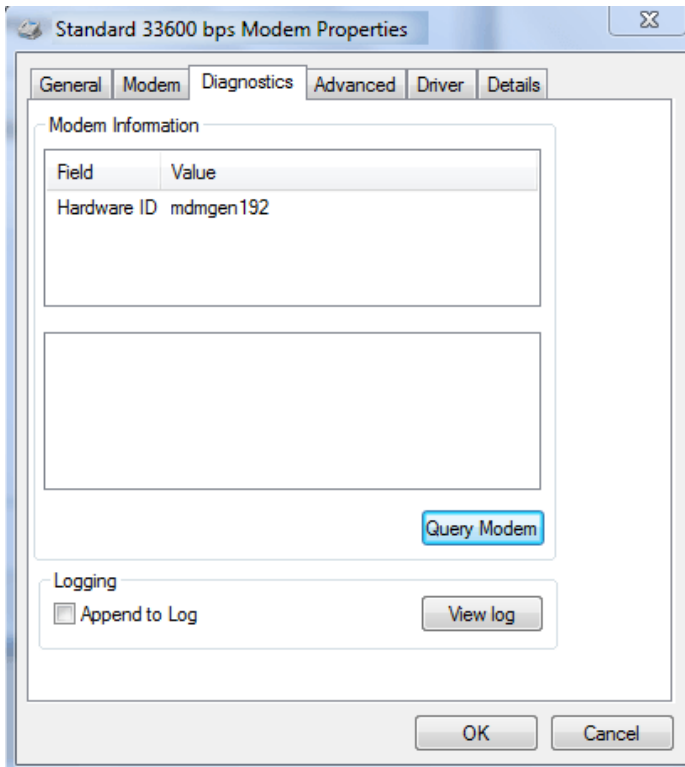 Standard 33600 bps Modem Properties
General Modem Diagnostics Advanced Driver Details
Modem Information
Field Value
Hardware ID mdmgen192
Query Modem
Logging
Append to Log View log
OK Cancel